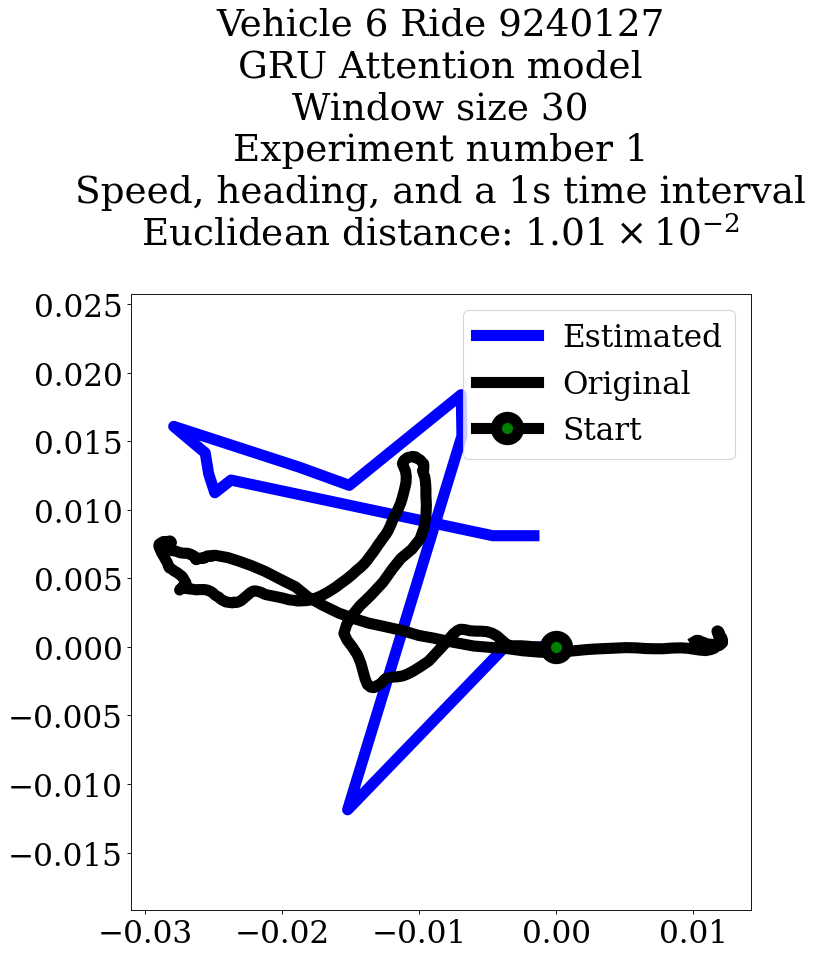 Vehicle 6 Ride 9240127
GRU Attention model
Window size 30
Experiment number 1
Speed, heading, and a 1s time interval
Euclidean distance: 1.01 × 10⁻²
Estimated
Original
Start
0.025
0.020
0.015
0.010
0.005
0.000
−0.005
−0.010
−0.015
−0.03 −0.02 −0.01 0.00 0.01